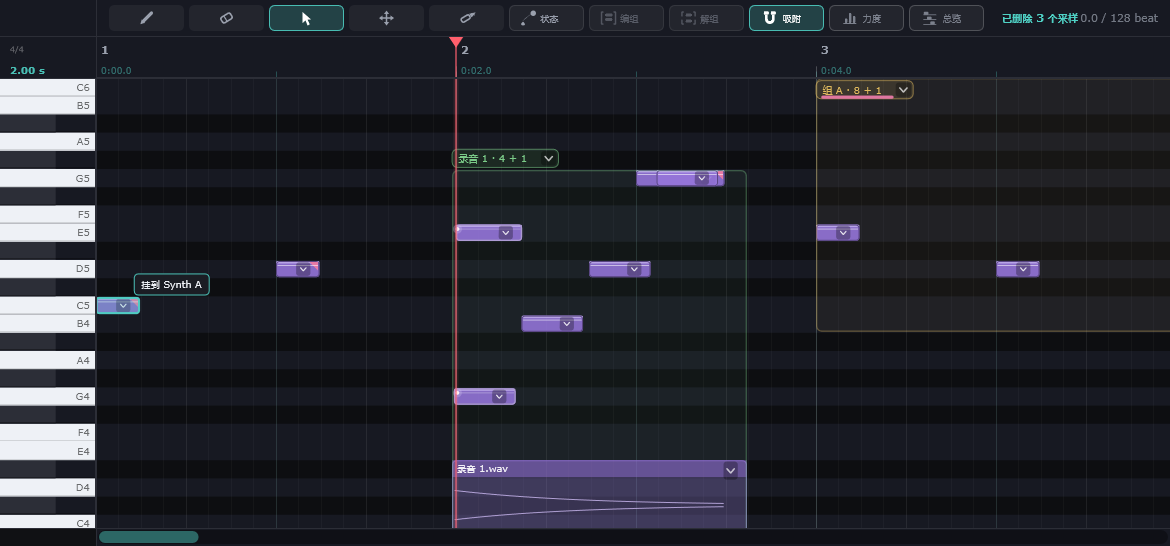 状态
编组
解组
吸附
力度
总览
已删除 3 个采样 0.0 / 128 beat
4/4
1
2
3
2.00 s
0:00.0
0:02.0
0:04.0
C6
组 A · 8 + 1
B5
A5
录音 1 · 4 + 1
G5
F5
E5
D5
挂到 Synth A
C5
B4
A4
G4
F4
E4
录音 1.wav
D4
C4